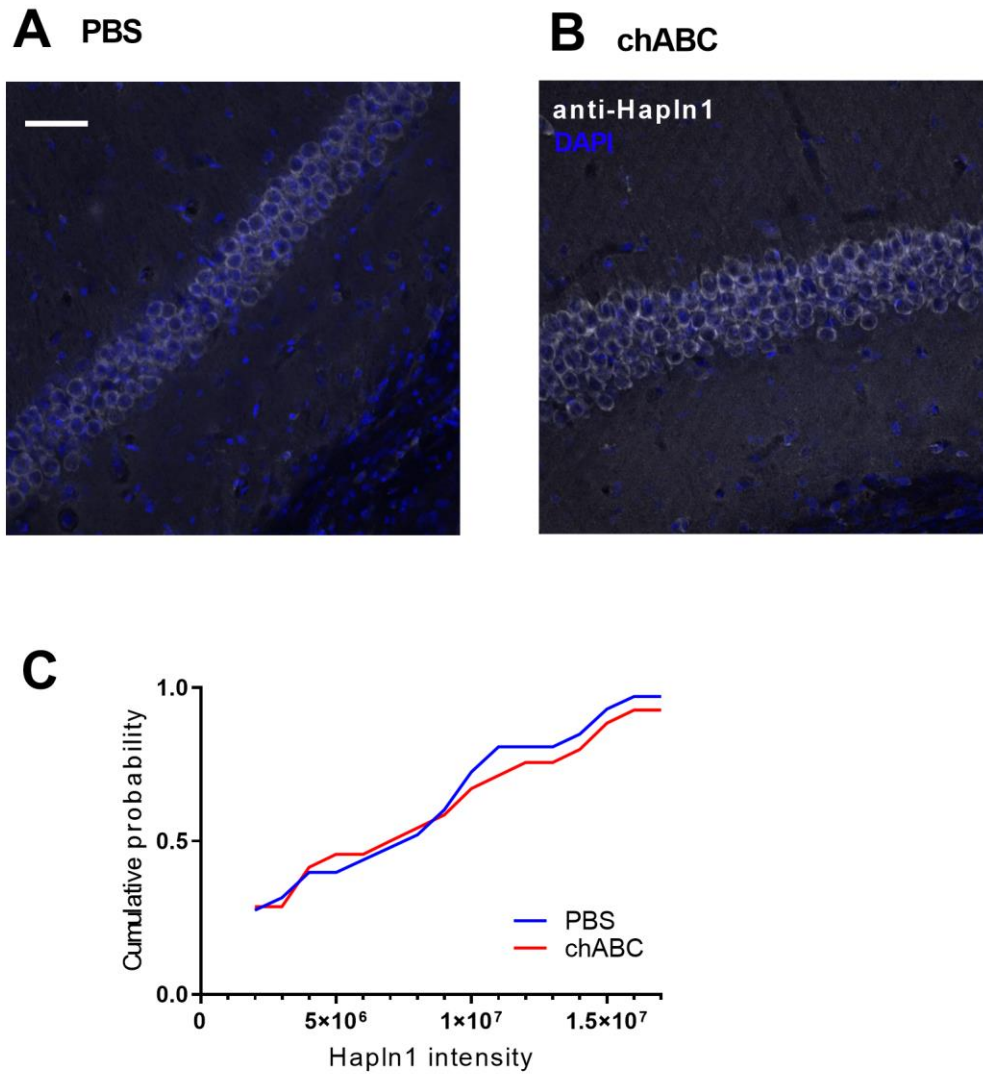 A PBS
B chABC
anti-Hapln1
DAPI
C
Cumulative probability
1.0
0.5
0.0
PBS
chABC
0 5×10⁶ 1×10⁷ 1.5×10⁷
Hapln1 intensity